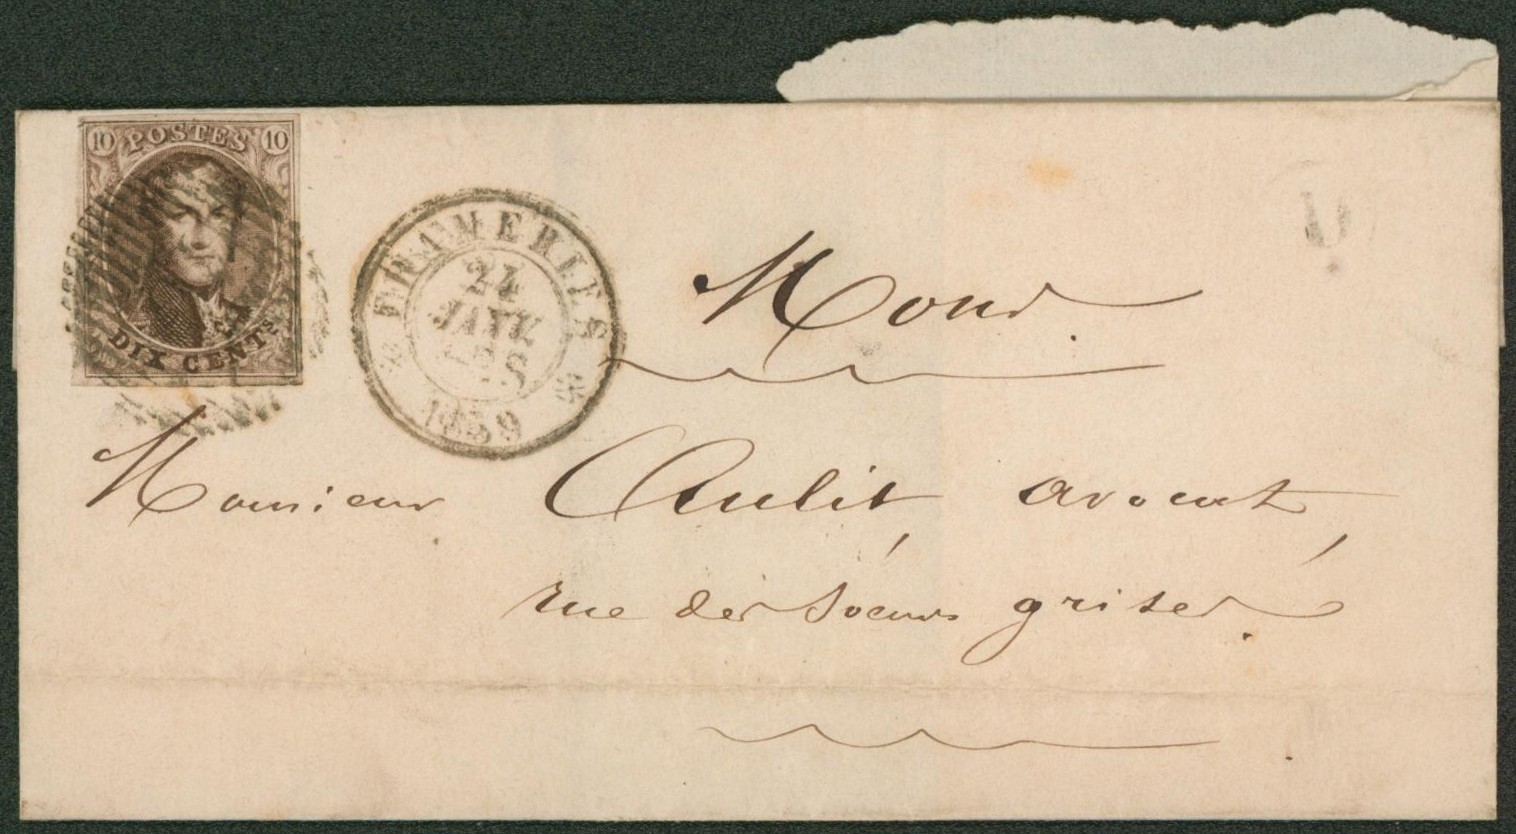 10 POSTES 10
DIX CENTS.
FRAMERIES
24
JANV
1859
Mons.
Monsieur Aulit, avocat,
rue des Soeurs grises.